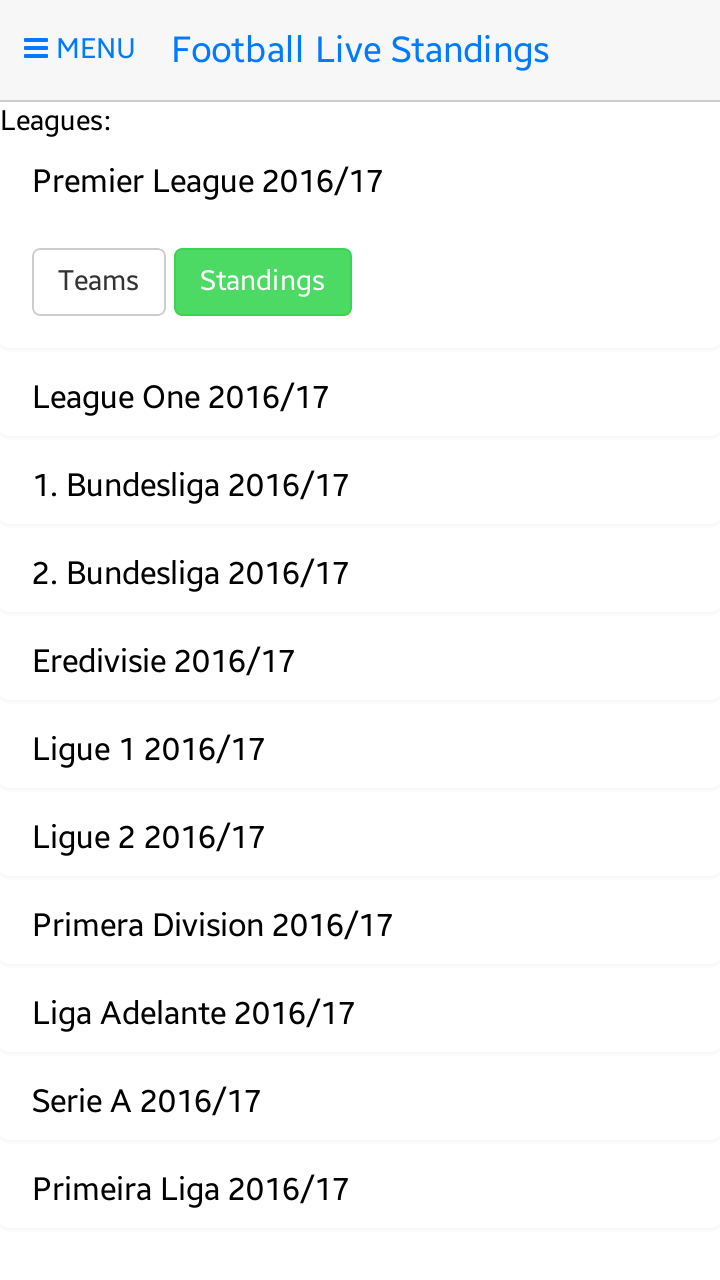 MENU Football Live Standings
Leagues:
Premier League 2016/17
Teams Standings
League One 2016/17
1. Bundesliga 2016/17
2. Bundesliga 2016/17
Eredivisie 2016/17
Ligue 1 2016/17
Ligue 2 2016/17
Primera Division 2016/17
Liga Adelante 2016/17
Serie A 2016/17
Primeira Liga 2016/17